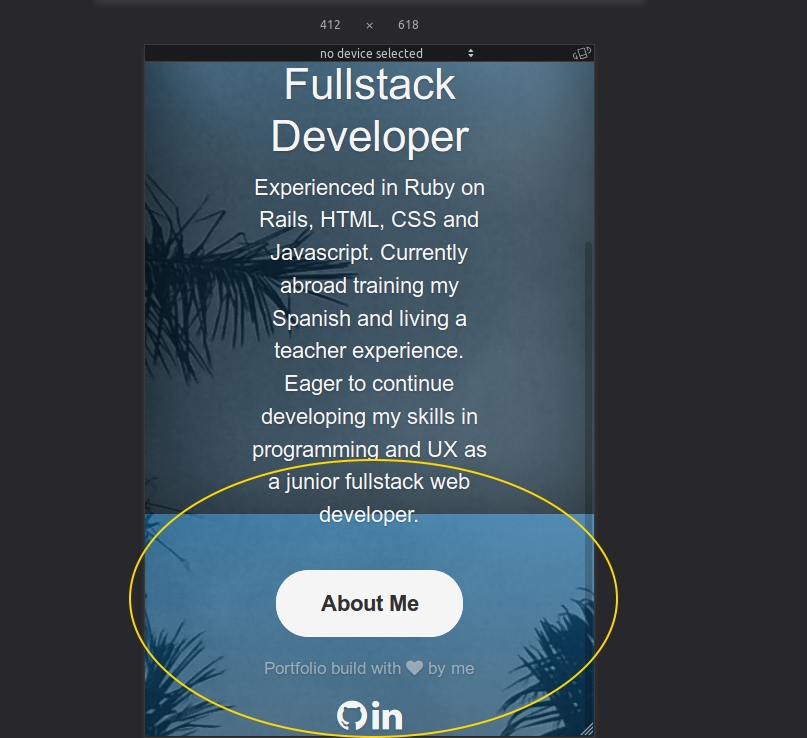 412 × 618
no device selected
Fullstack
Developer
Experienced in Ruby on
Rails, HTML, CSS and
Javascript. Currently
abroad training my
Spanish and living a
teacher experience.
Eager to continue
developing my skills in
programming and UX as
a junior fullstack web
developer.
About Me
Portfolio build with ♥ by me
in